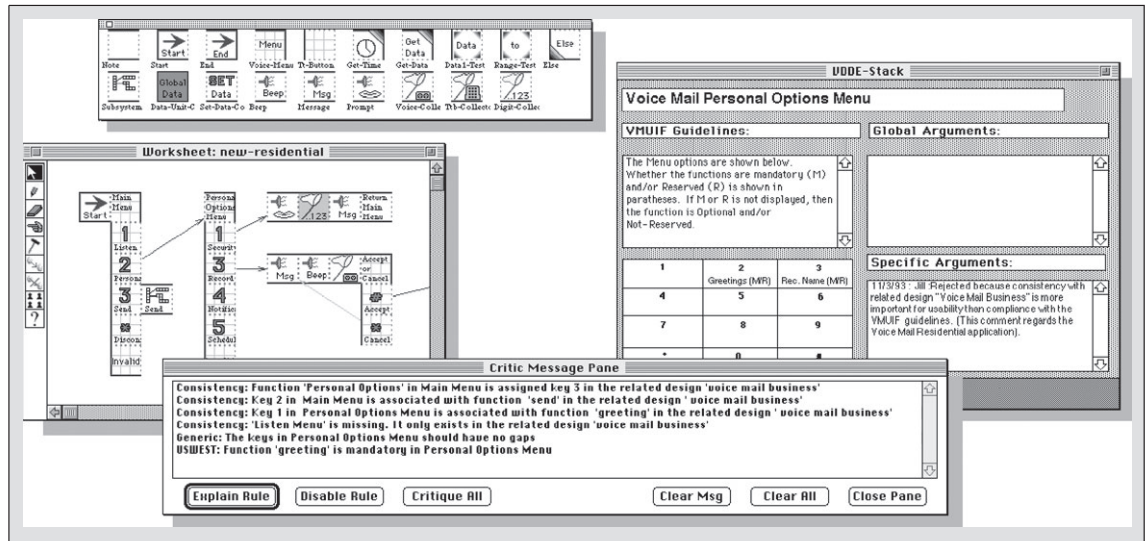 Start
End
Menu
Get Data
Data
to
Else
Note Start End Voice-Menu Tt-Button Get-Time Get-Data Data1-Test Range-Test Else
Global Data
SET Data
Beep
Msg
123
Subsystem Data-Unit-C Set-Data-Co Beep Message Prompt Voice-Colle Ttb-Collecto Digit-Collec
VDDE-Stack
Voice Mail Personal Options Menu
VMUIF Guidelines:
Global Arguments:
The Menu options are shown below.
Whether the functions are mandatory (M)
and/or Reserved (R) is shown in
paratheses. If M or R is not displayed, then
the function is Optional and/or
Not-Reserved.
Specific Arguments:
1 2 3
Greetings (M/R) Rec. Name (M/R)
4 5 6
7 8 9
11/3/93 : Jill :Rejected because consistency with
related design "Voice Mail Business" is more
important for usability than compliance with the
VMUIF guidelines. (This comment regards the
Voice Mail Residential application).
Worksheet: new-residential
Start
Main
Menu
1
Listen
2
Person
3
Send
Send
Discon
Invalid
Persona
Options
Menu
1
Securit
3
Record
4
Notific
5
Schedul
.123
Msg
Return
Main
Menu
Msg
Beep
Accept
or
Cancel
#
Accept
Cancel
?
Critic Message Pane
Consistency: Function 'Personal Options' in Main Menu is assigned key 3 in the related design 'voice mail business'
Consistency: Key 2 in Main Menu is associated with function 'send' in the related design ' voice mail business'
Consistency: Key 1 in Personal Options Menu is associated with function 'greeting' in the related design ' voice mail business'
Consistency: 'Listen Menu' is missing. It only exists in the related design 'voice mail business'
Generic: The keys in Personal Options Menu should have no gaps
USWEST: Function 'greeting' is mandatory in Personal Options Menu
Explain Rule
Disable Rule
Critique All
Clear Msg
Clear All
Close Pane